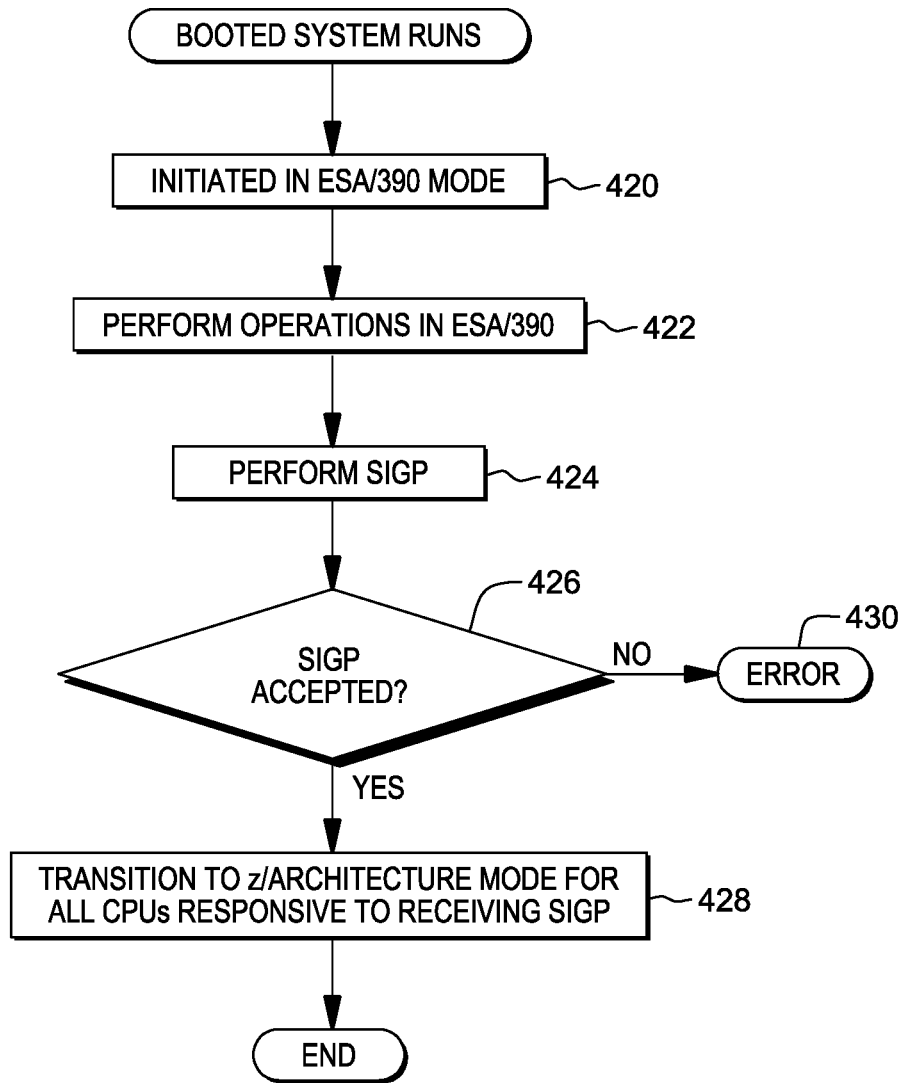 BOOTED SYSTEM RUNS
INITIATED IN ESA/390 MODE
420
PERFORM OPERATIONS IN ESA/390
422
PERFORM SIGP
424
426
SIGP
ACCEPTED?
NO
ERROR
430
YES
TRANSITION TO z/ARCHITECTURE MODE FOR
ALL CPUs RESPONSIVE TO RECEIVING SIGP
428
END